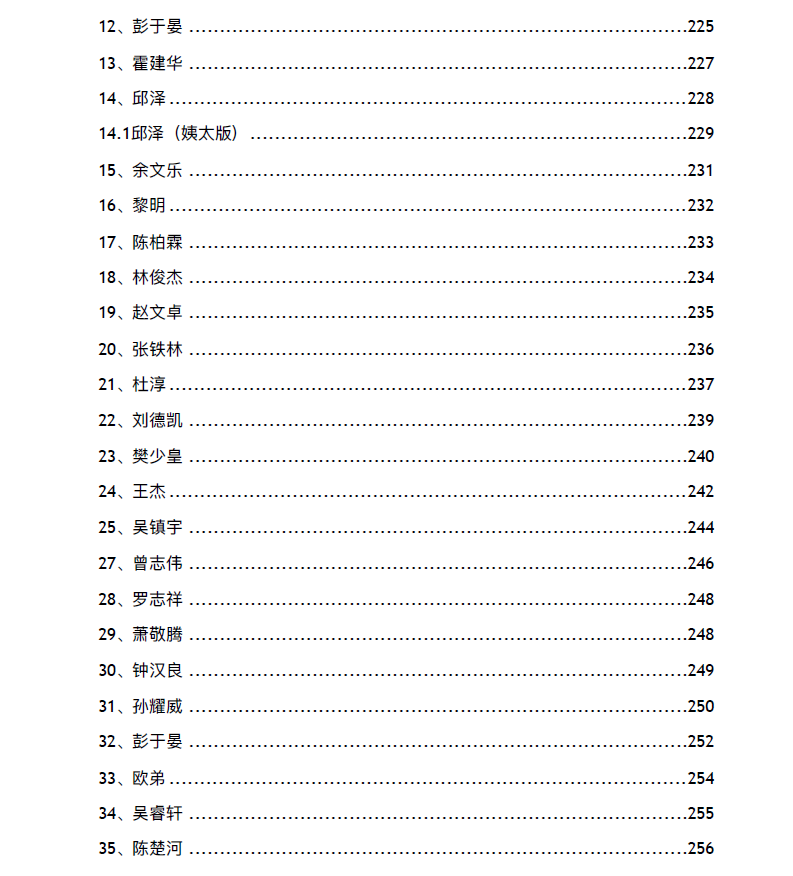 12、彭于晏 ........................................................................225
13、霍建华 ........................................................................227
14、邱泽 ........................................................................228
14.1邱泽（姨太版） ........................................................................229
15、余文乐 ........................................................................231
16、黎明 ........................................................................232
17、陈柏霖 ........................................................................233
18、林俊杰 ........................................................................234
19、赵文卓 ........................................................................235
20、张铁林 ........................................................................236
21、杜淳 ........................................................................237
22、刘德凯 ........................................................................239
23、樊少皇 ........................................................................240
24、王杰 ........................................................................242
25、吴镇宇 ........................................................................244
27、曾志伟 ........................................................................246
28、罗志祥 ........................................................................248
29、萧敬腾 ........................................................................248
30、钟汉良 ........................................................................249
31、孙耀威 ........................................................................250
32、彭于晏 ........................................................................252
33、欧弟 ........................................................................254
34、吴睿轩 ........................................................................255
35、陈楚河 ........................................................................256